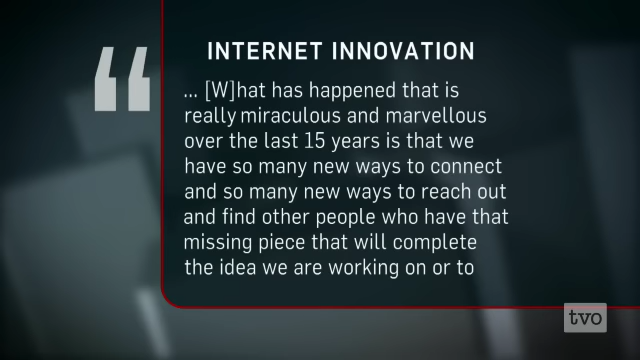 “
INTERNET INNOVATION
... [W]hat has happened that is
really miraculous and marvellous
over the last 15 years is that we
have so many new ways to connect
and so many new ways to reach out
and find other people who have that
missing piece that will complete
the idea we are working on or to
tvo